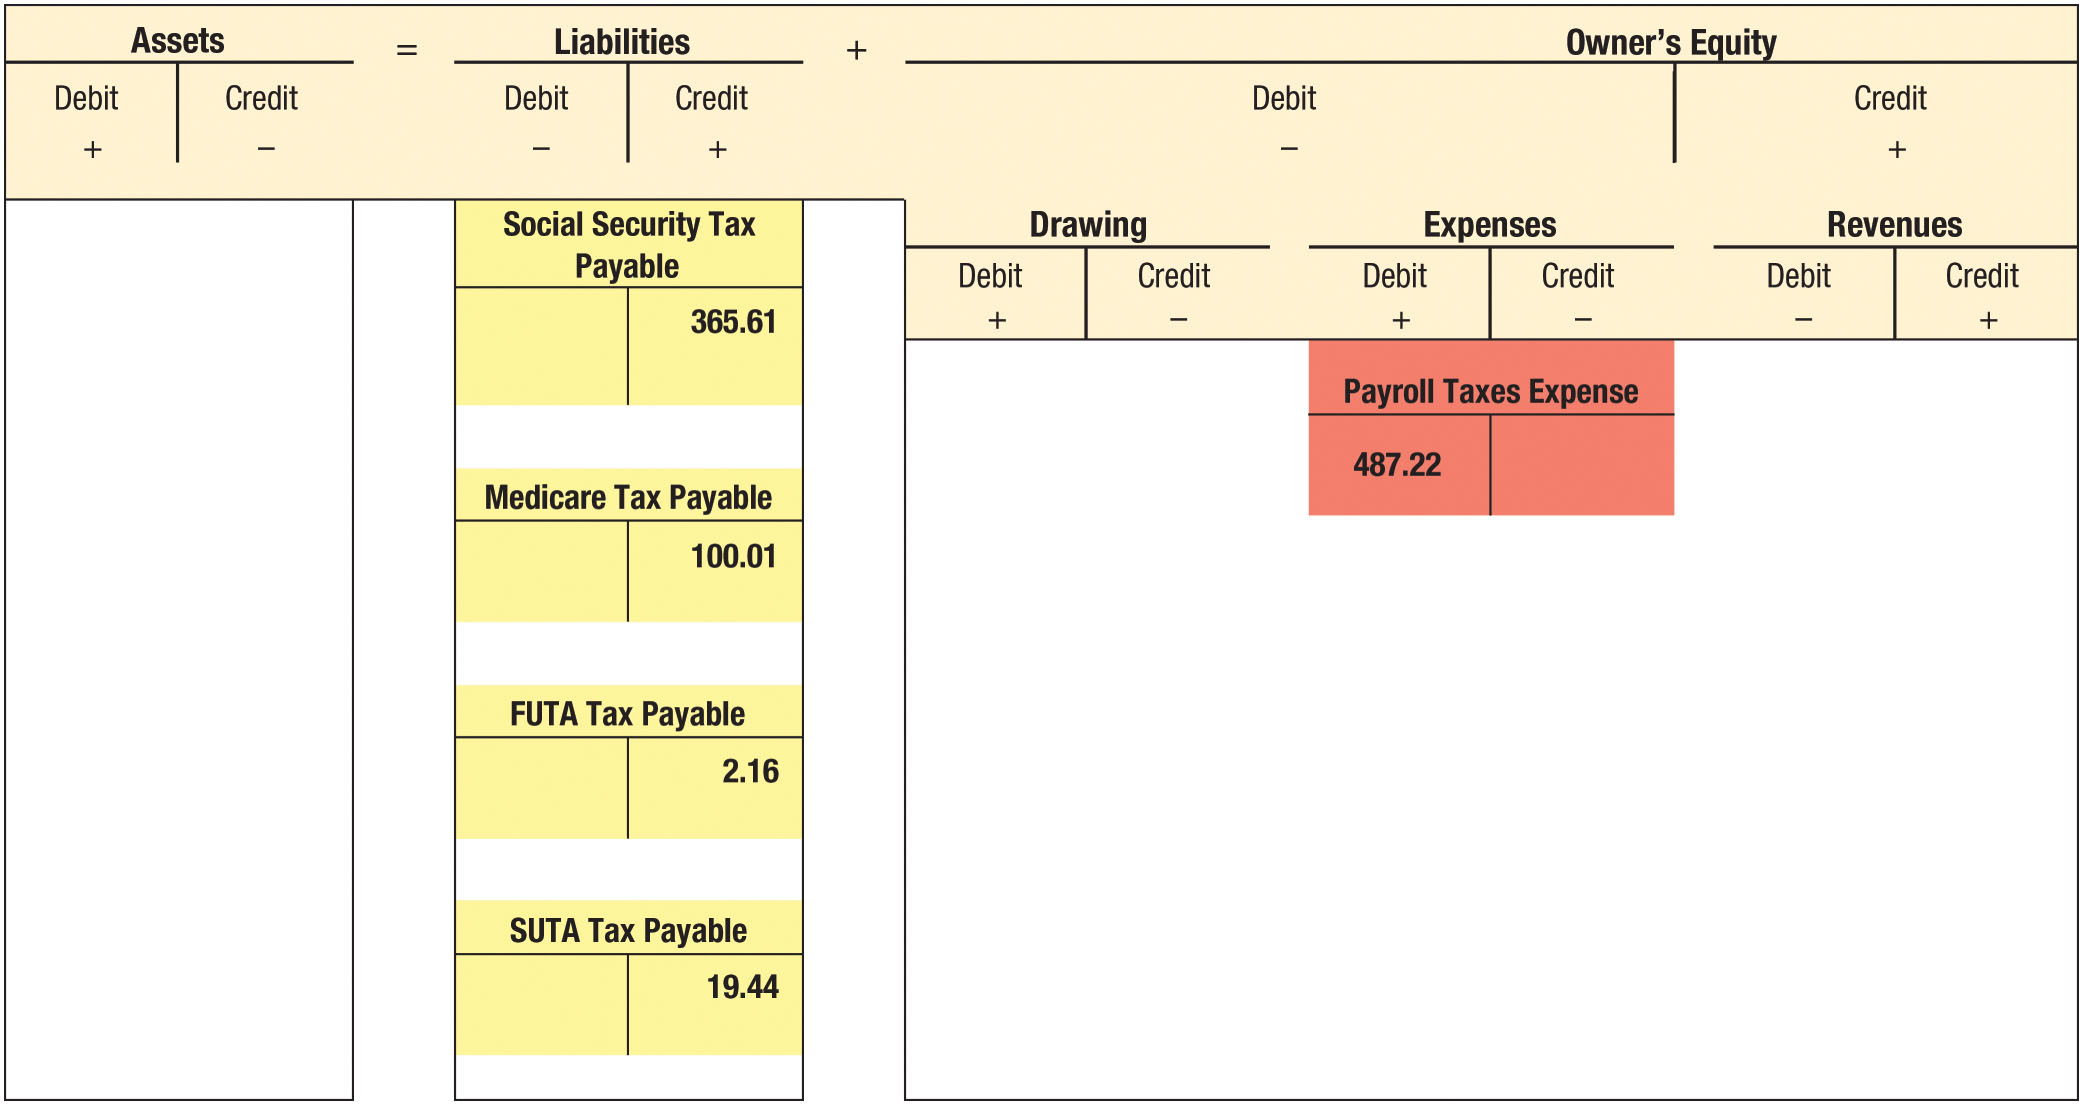 Assets = Liabilities + Owner's Equity
Debit Credit Debit Credit Debit Credit
+ − − + − +
Social Security Tax
Payable
365.61
Medicare Tax Payable
100.01
FUTA Tax Payable
2.16
SUTA Tax Payable
19.44
Drawing Expenses Revenues
Debit Credit Debit Credit Debit Credit
+ − + − − +
Payroll Taxes Expense
487.22